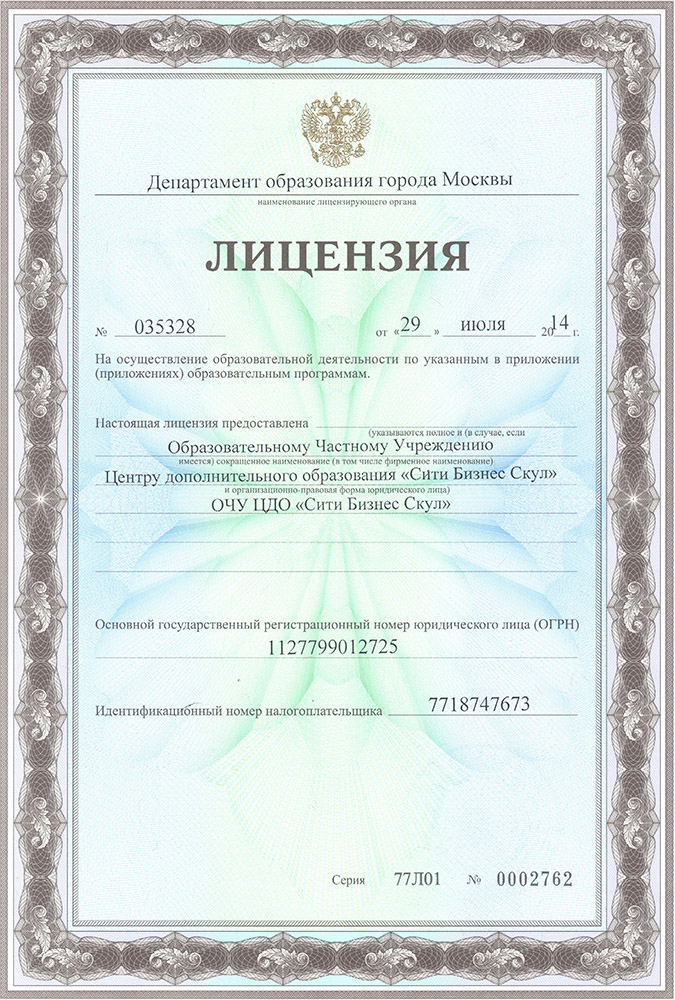 Департамент образования города Москвы
наименование лицензирующего органа
ЛИЦЕНЗИЯ
№ 035328 от «29» июля 2014 г.
На осуществление образовательной деятельности по указанным в приложении
(приложениях) образовательным программам.
Настоящая лицензия предоставлена
(указываются полное и (в случае, если
Образовательному Частному Учреждению
имеется) сокращенное наименование (в том числе фирменное наименование)
Центру дополнительного образования «Сити Бизнес Скул»
и организационно-правовая форма юридического лица)
ОЧУ ЦДО «Сити Бизнес Скул»
Основной государственный регистрационный номер юридического лица (ОГРН)
1127799012725
Идентификационный номер налогоплательщика 7718747673
Серия 77Л01 № 0002762